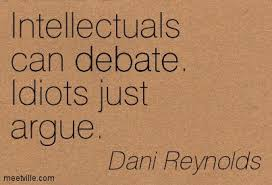 Intellectuals
can debate.
Idiots just
argue.
Dani Reynolds
meetville.com